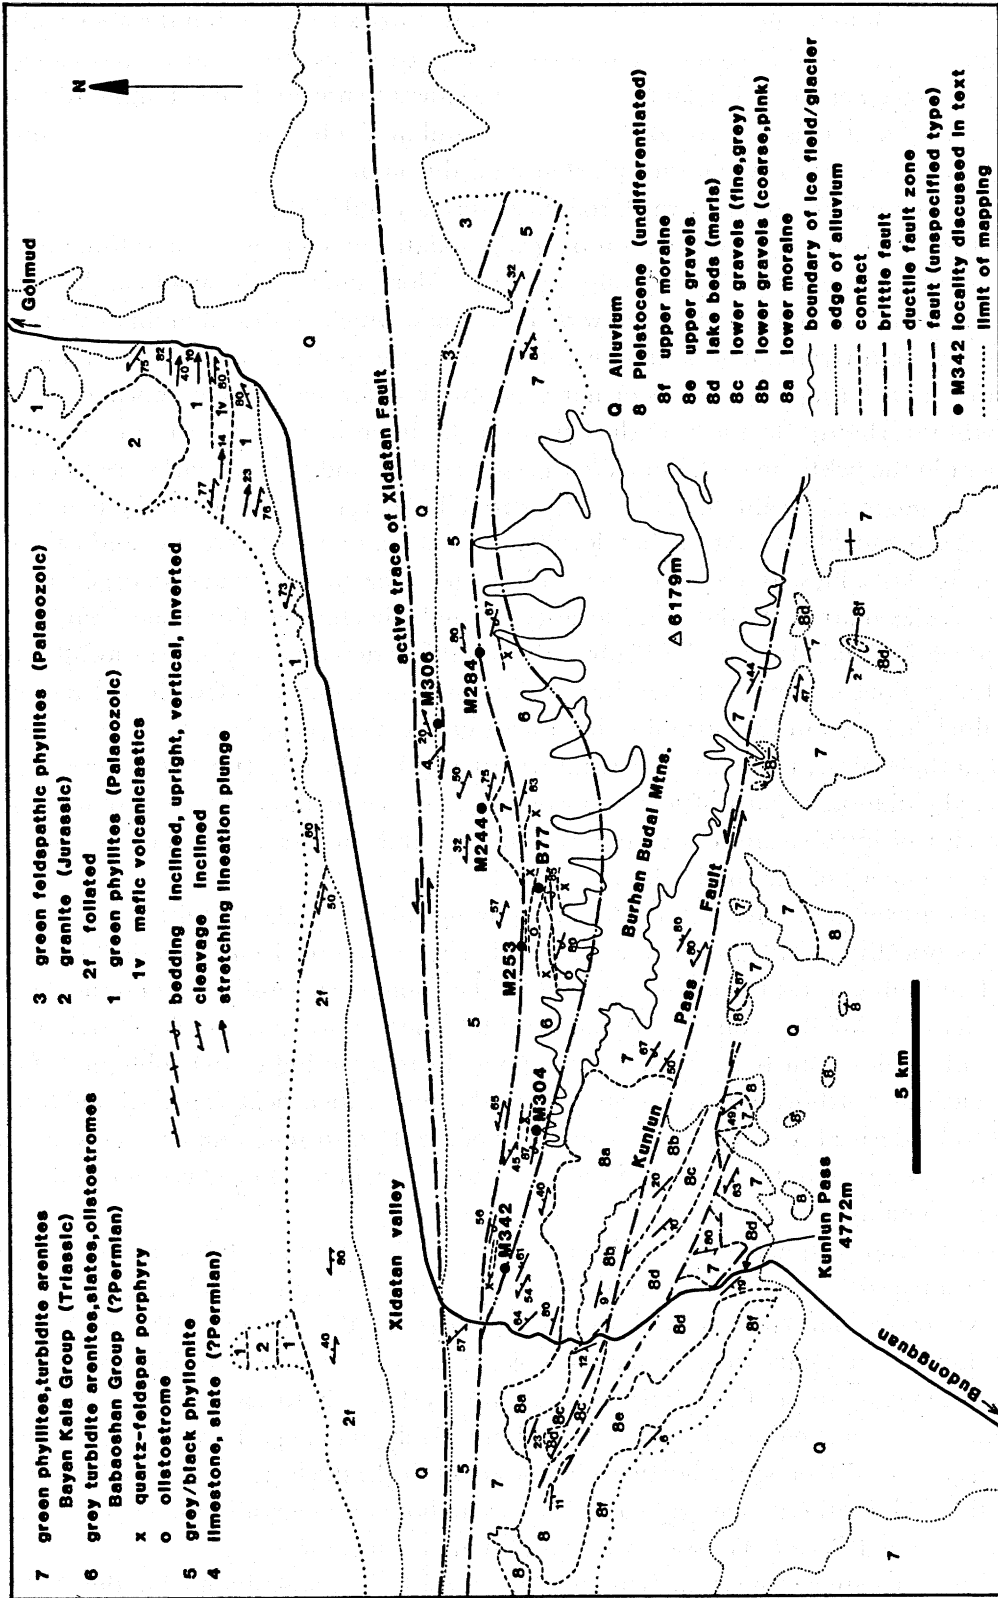 7 green phyllites,turbidite arenites
Bayan Kala Group (Triassic)
6 grey turbidite arenites,slates,olistostromes
Babaoshan Group (?Permian)
x quartz-feldspar porphyry
o olistostrome
5 grey/black phyllonite
4 limestone, slate (?Permian)
3 green feldspathic phyllites (Palaeozoic)
2 granite (Jurassic)
2f foliated
1 green phyllites (Palaeozoic)
1v mafic volcaniclastics
bedding inclined, upright, vertical, inverted
cleavage inclined
stretching lineation plunge
N
Golmud
Xidatan valley
active trace of Xidatan Fault
M342
M304
M253
B77
M244
M306
M284
Burhan Budai Mtns.
△6179m
Kunlun Pass Fault
Kunlun Pass
4772m
Budongquan
5 km
Q Alluvium
8 Pleistocene (undifferentiated)
8f upper moraine
8e upper gravels
8d lake beds (marls)
8c lower gravels (fine,grey)
8b lower gravels (coarse,pink)
8a lower moraine
boundary of ice field/glacier
edge of alluvium
contact
brittle fault
ductile fault zone
fault (unspecified type)
● M342 locality discussed in text
limit of mapping